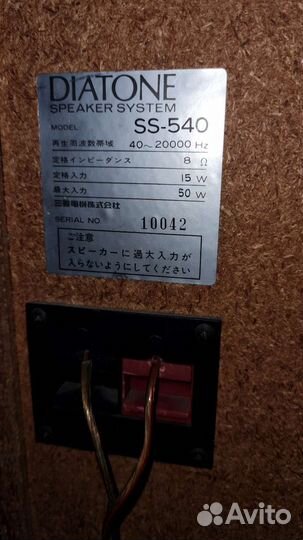 DIATONE
SPEAKER SYSTEM
MODEL SS-540
再生周波数帯域 40～20000 Hz
定格インピーダンス 8 Ω
定格入力 15 W
最大入力 50 W
三菱電機株式会社
SERIAL NO 10042
ご注意
スピーカーに過大入力が
入らないようにしてください
Avito